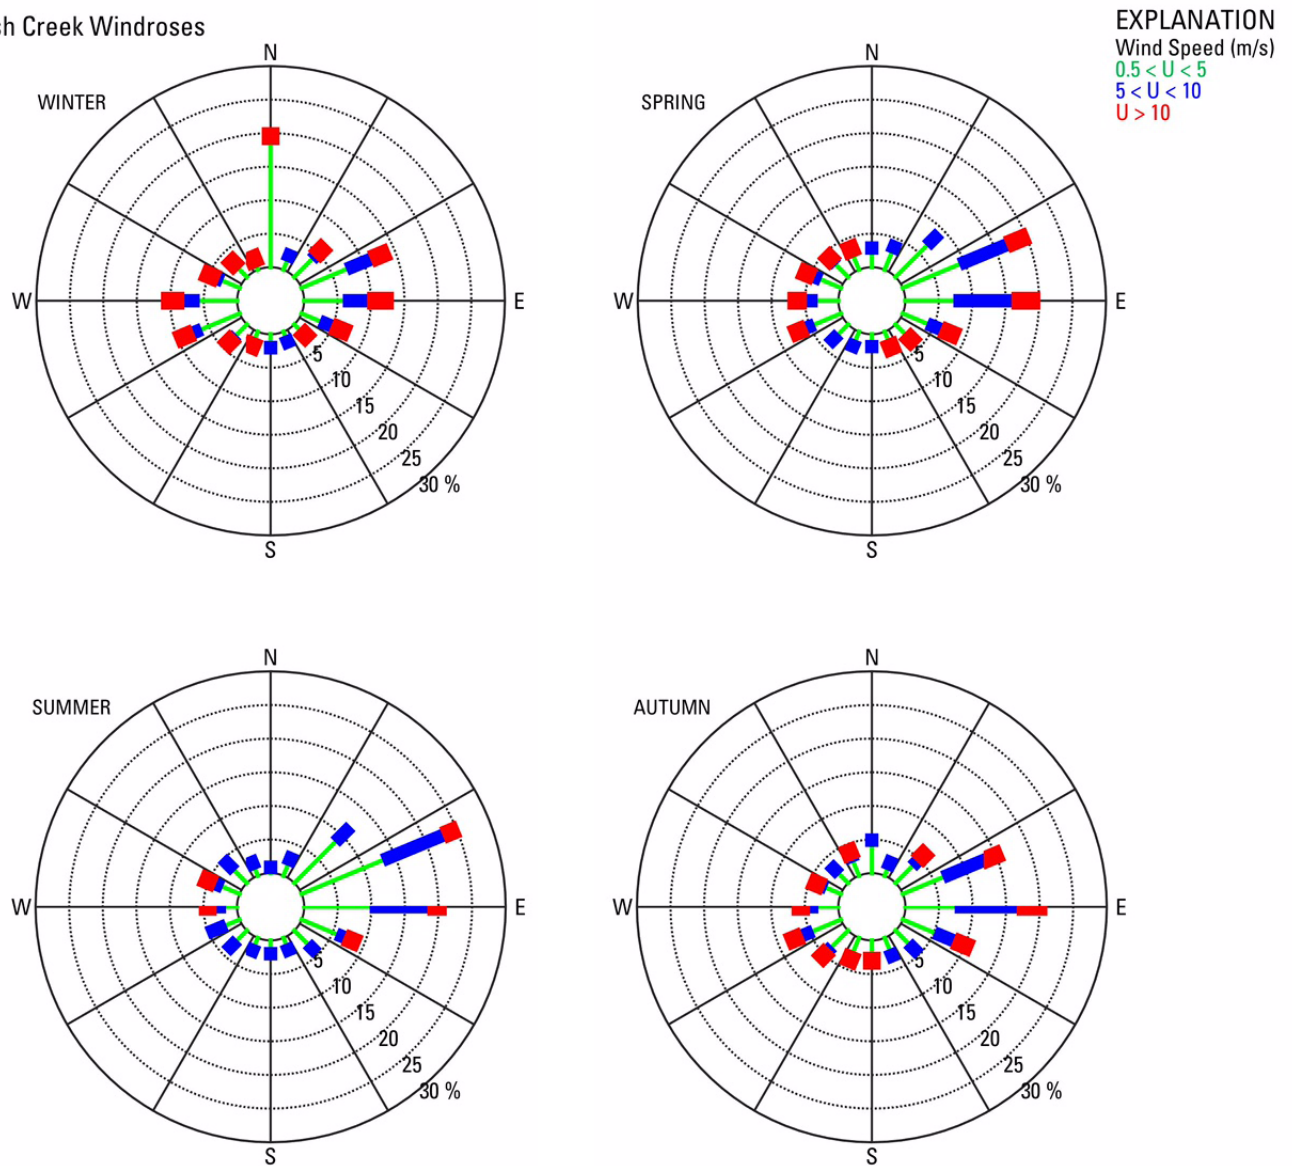 Creek Windroses
EXPLANATION
Wind Speed (m/s)
0.5 < U < 5
5 < U < 10
U > 10
WINTER
N
W
E
S
5
10
15
20
25
30 %
SPRING
N
W
E
S
5
10
15
20
25
30 %
SUMMER
N
W
E
S
5
10
15
20
25
30 %
AUTUMN
N
W
E
S
5
10
15
20
25
30 %